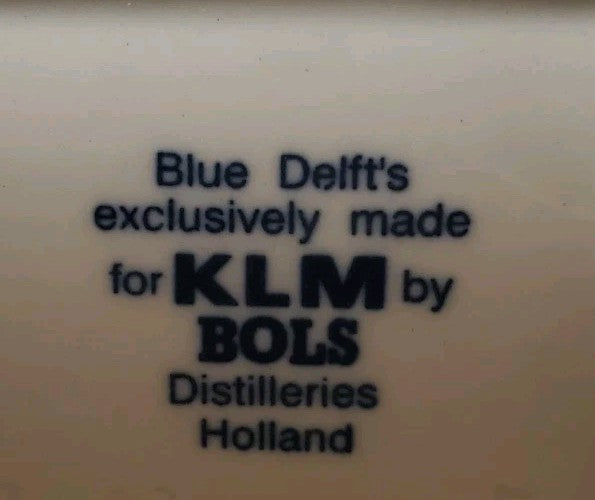 Blue Delft's
exclusively made
for KLM by
BOLS
Distilleries
Holland